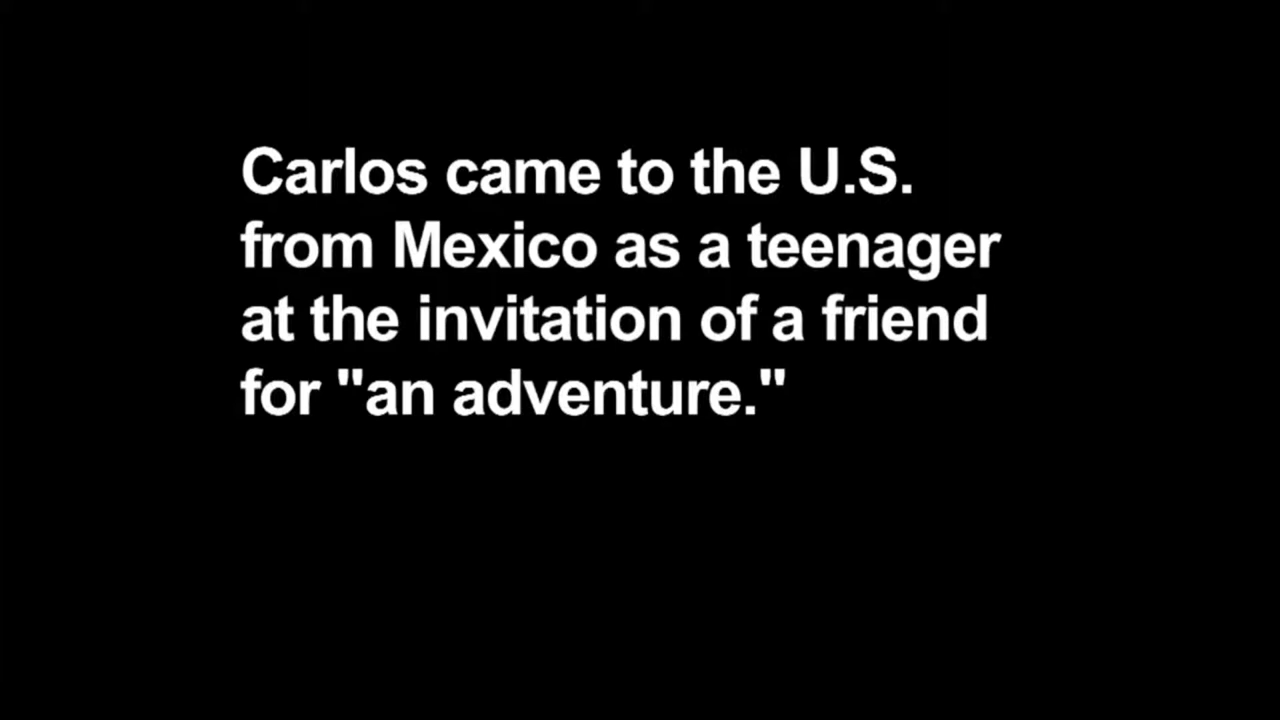 Carlos came to the U.S.
from Mexico as a teenager
at the invitation of a friend
for "an adventure."